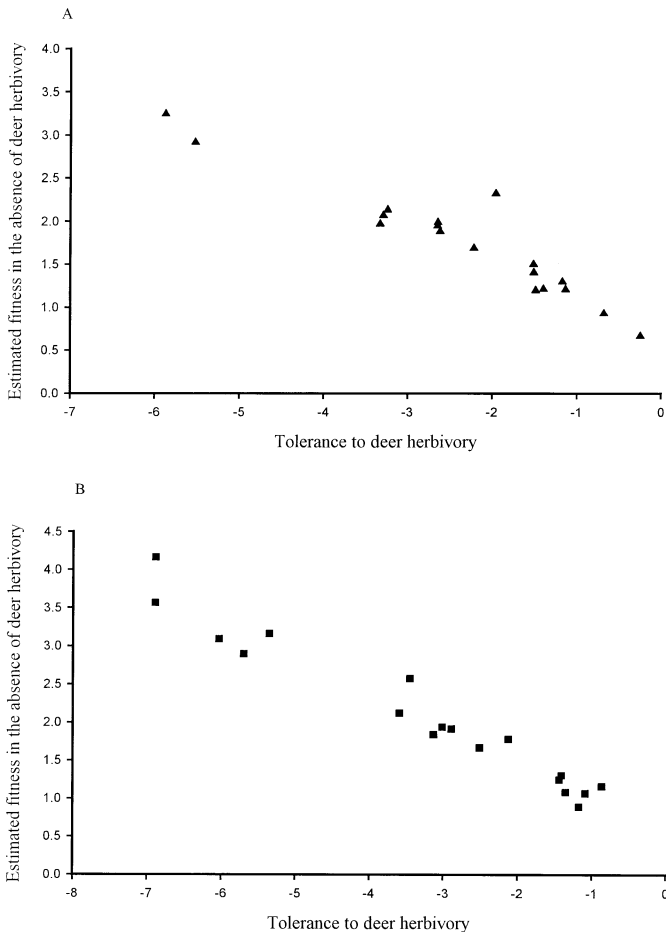 A
Estimated fitness in the absence of deer herbivory
4.0
3.5
3.0
2.5
2.0
1.5
1.0
0.5
0.0
-7 -6 -5 -4 -3 -2 -1 0
Tolerance to deer herbivory
B
Estimated fitness in the absence of deer herbivory
4.5
4.0
3.5
3.0
2.5
2.0
1.5
1.0
0.5
0.0
-8 -7 -6 -5 -4 -3 -2 -1 0
Tolerance to deer herbivory